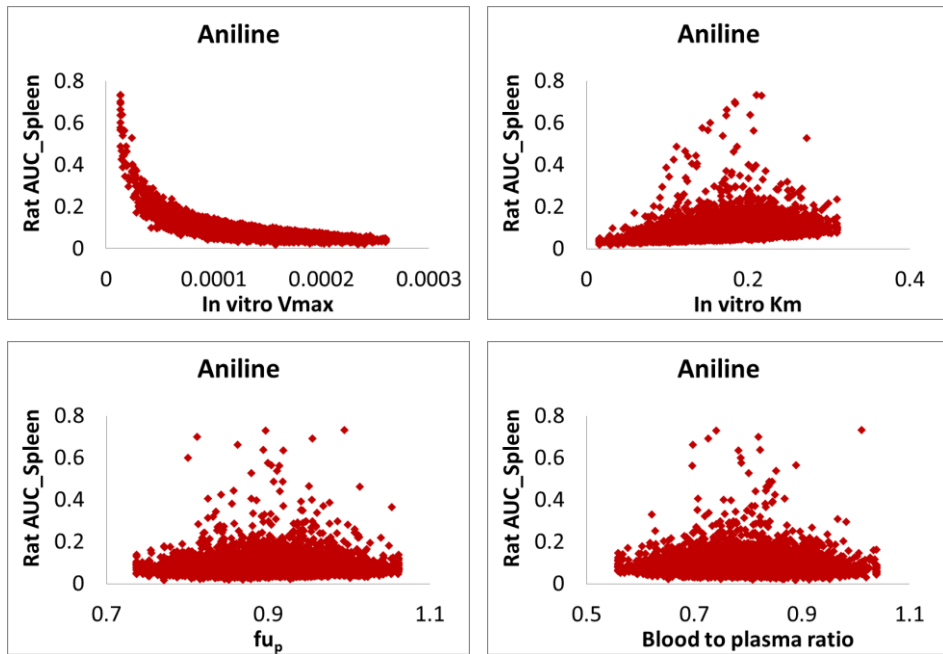 Aniline
Rat AUC_Spleen
0.8
0.6
0.4
0.2
0
0 0.0001 0.0002 0.0003
In vitro Vmax
Aniline
Rat AUC_Spleen
0.8
0.6
0.4
0.2
0
0 0.2 0.4
In vitro Km
Aniline
Rat AUC_Spleen
0.8
0.6
0.4
0.2
0
0.7 0.9 1.1
fuₚ
Aniline
Rat AUC_Spleen
0.8
0.6
0.4
0.2
0
0.5 0.7 0.9 1.1
Blood to plasma ratio